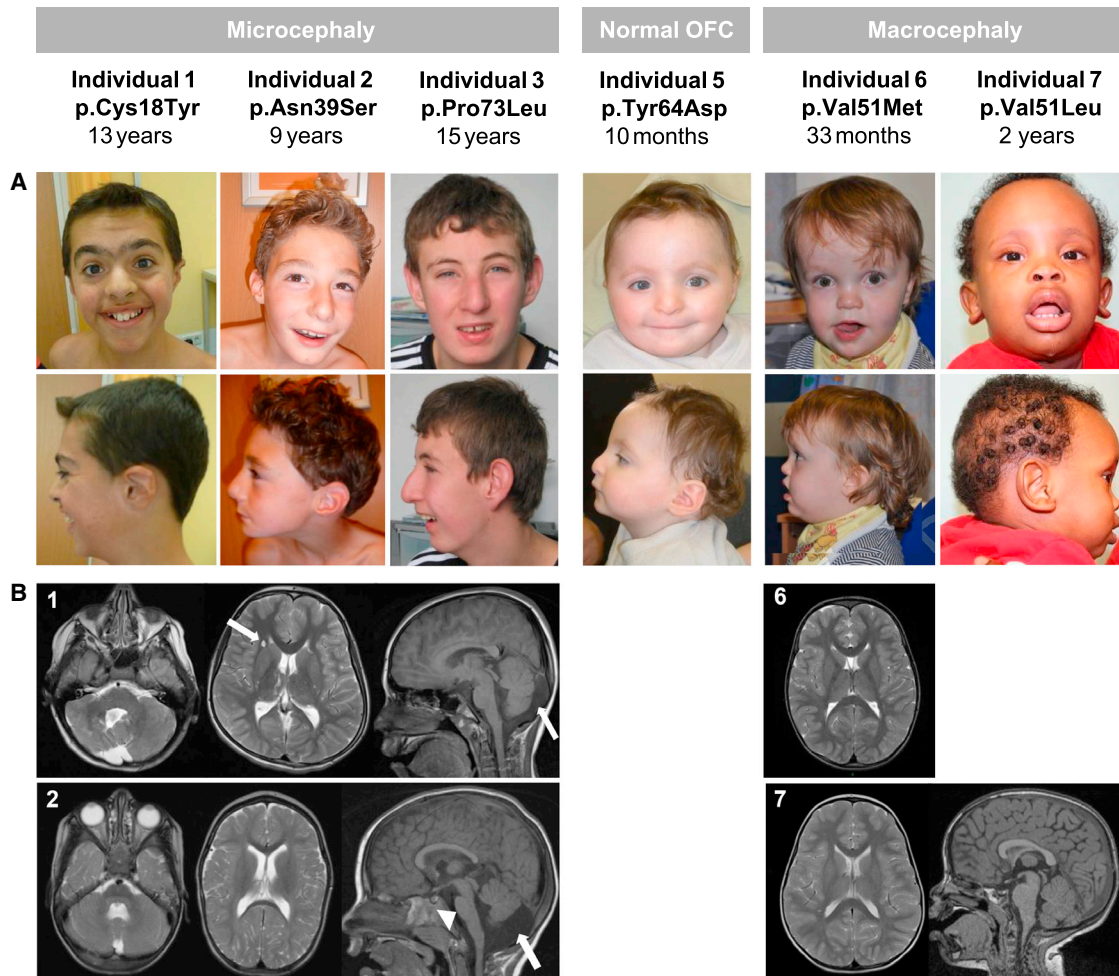 Microcephaly
Normal OFC
Macrocephaly
Individual 1
p.Cys18Tyr
13 years
Individual 2
p.Asn39Ser
9 years
Individual 3
p.Pro73Leu
15 years
Individual 5
p.Tyr64Asp
10 months
Individual 6
p.Val51Met
33 months
Individual 7
p.Val51Leu
2 years
A
B
1
6
2
7